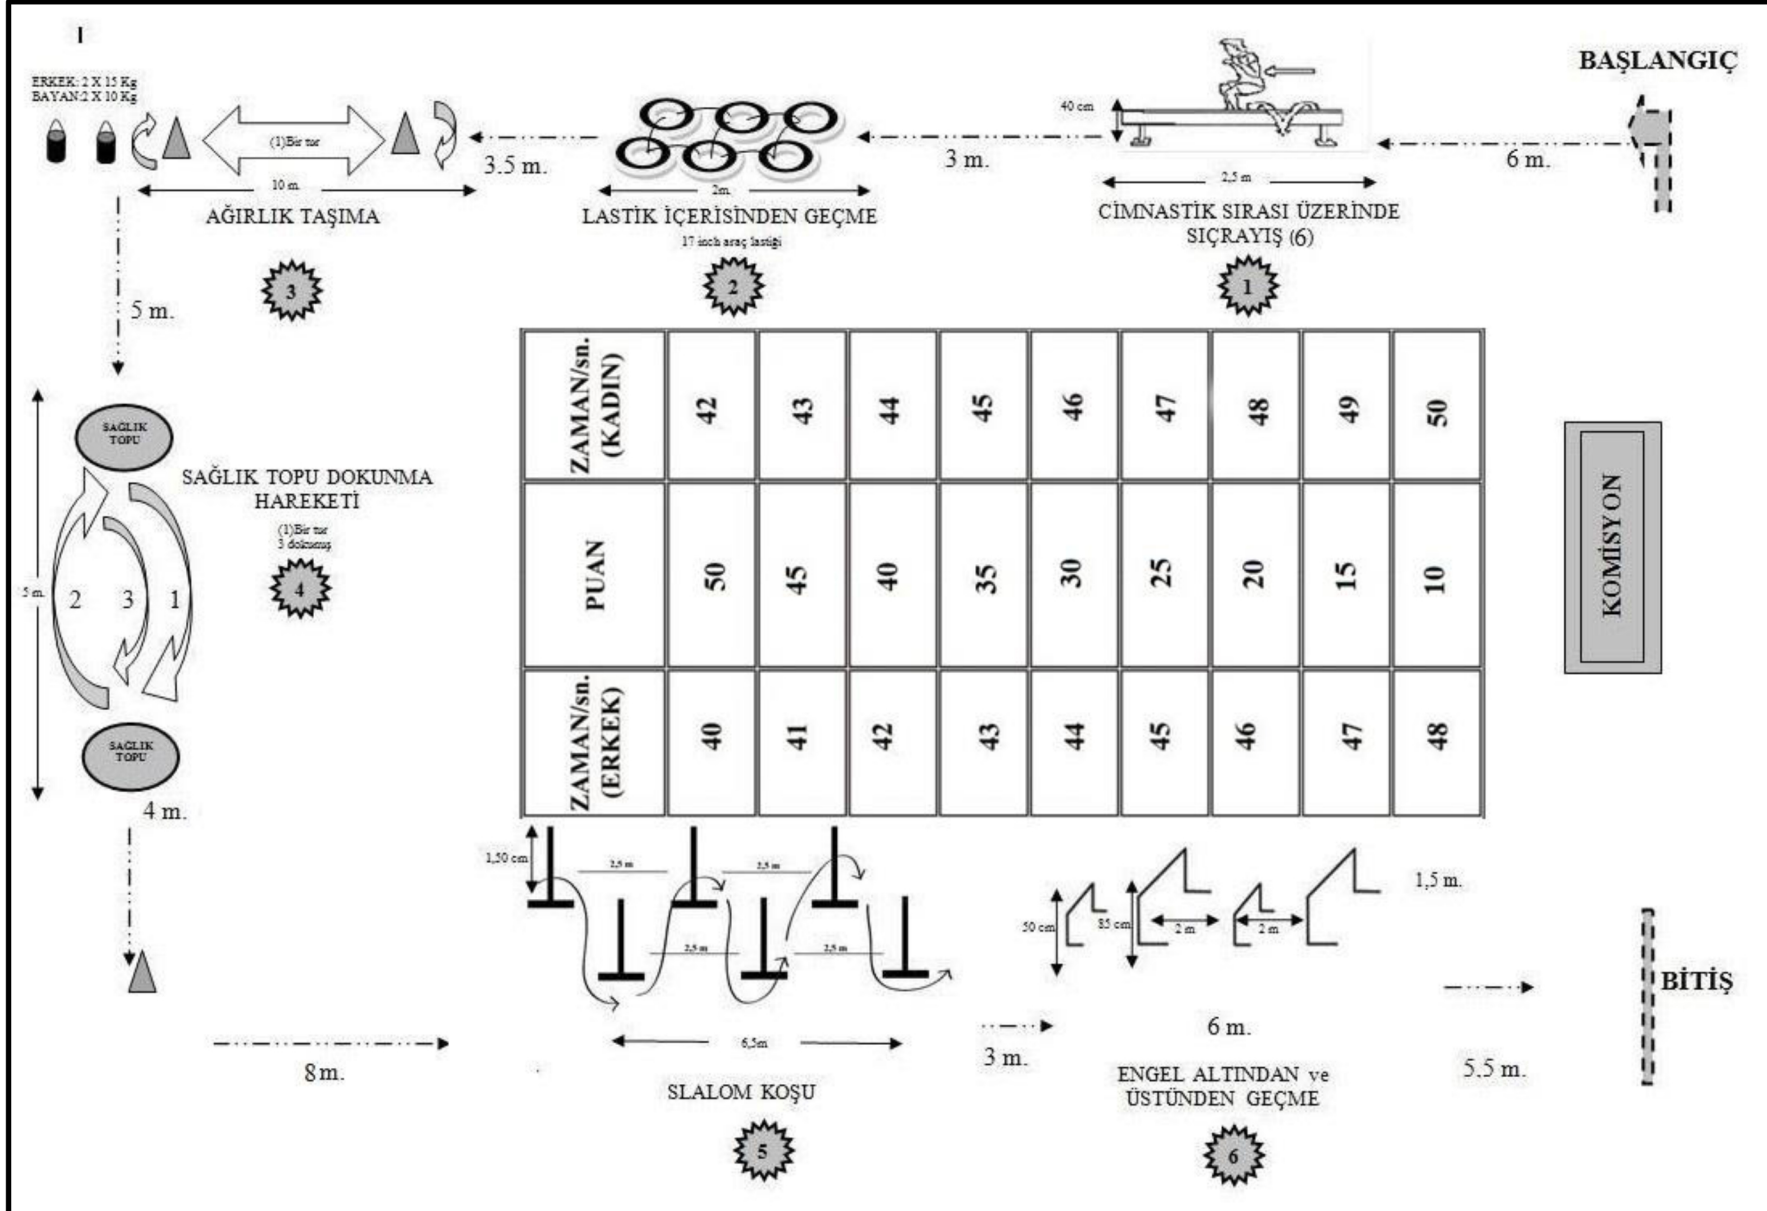 I
BAŞLANGIÇ
ERKEK: 2 X 15 Kg
BAYAN:2 X 10 Kg
(1)Bir tur
10 m.
AĞIRLIK TAŞIMA
3
3.5 m.
2m.
LASTİK İÇERİSİNDEN GEÇME
17 inch araç lastiği
2
3 m.
40 cm
2,5 m
CİMNASTİK SIRASI ÜZERİNDE
SIÇRAYIŞ (6)
1
6 m.
5 m.
SAĞLIK
TOPU
SAĞLIK TOPU DOKUNMA
HAREKETİ
(1)Bir tur
3 dokunuş
4
5 m.
2 3 1
SAĞLIK
TOPU
4 m.
ZAMAN/sn.
(KADIN)
42 43 44 45 46 47 48 49 50
PUAN
50 45 40 35 30 25 20 15 10
ZAMAN/sn.
(ERKEK)
40 41 42 43 44 45 46 47 48
KOMİSYON
1,50 cm
2,5 m
2,5 m
2,5 m
2,5 m
6,5m
8m.
SLALOM KOŞU
5
3 m.
50 cm
85 cm
2 m
2 m
1,5 m.
6 m.
ENGEL ALTINDAN ve
ÜSTÜNDEN GEÇME
6
5,5 m.
BİTİŞ